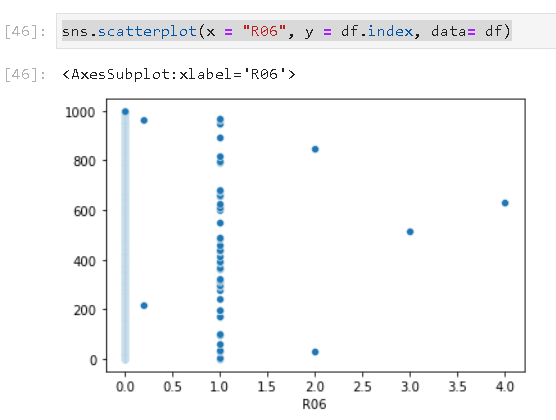 [46]: sns.scatterplot(x = "R06", y = df.index, data= df)
[46]: <AxesSubplot:xlabel='R06'>
1000
800
600
400
200
0
0.0 0.5 1.0 1.5 2.0 2.5 3.0 3.5 4.0
R06